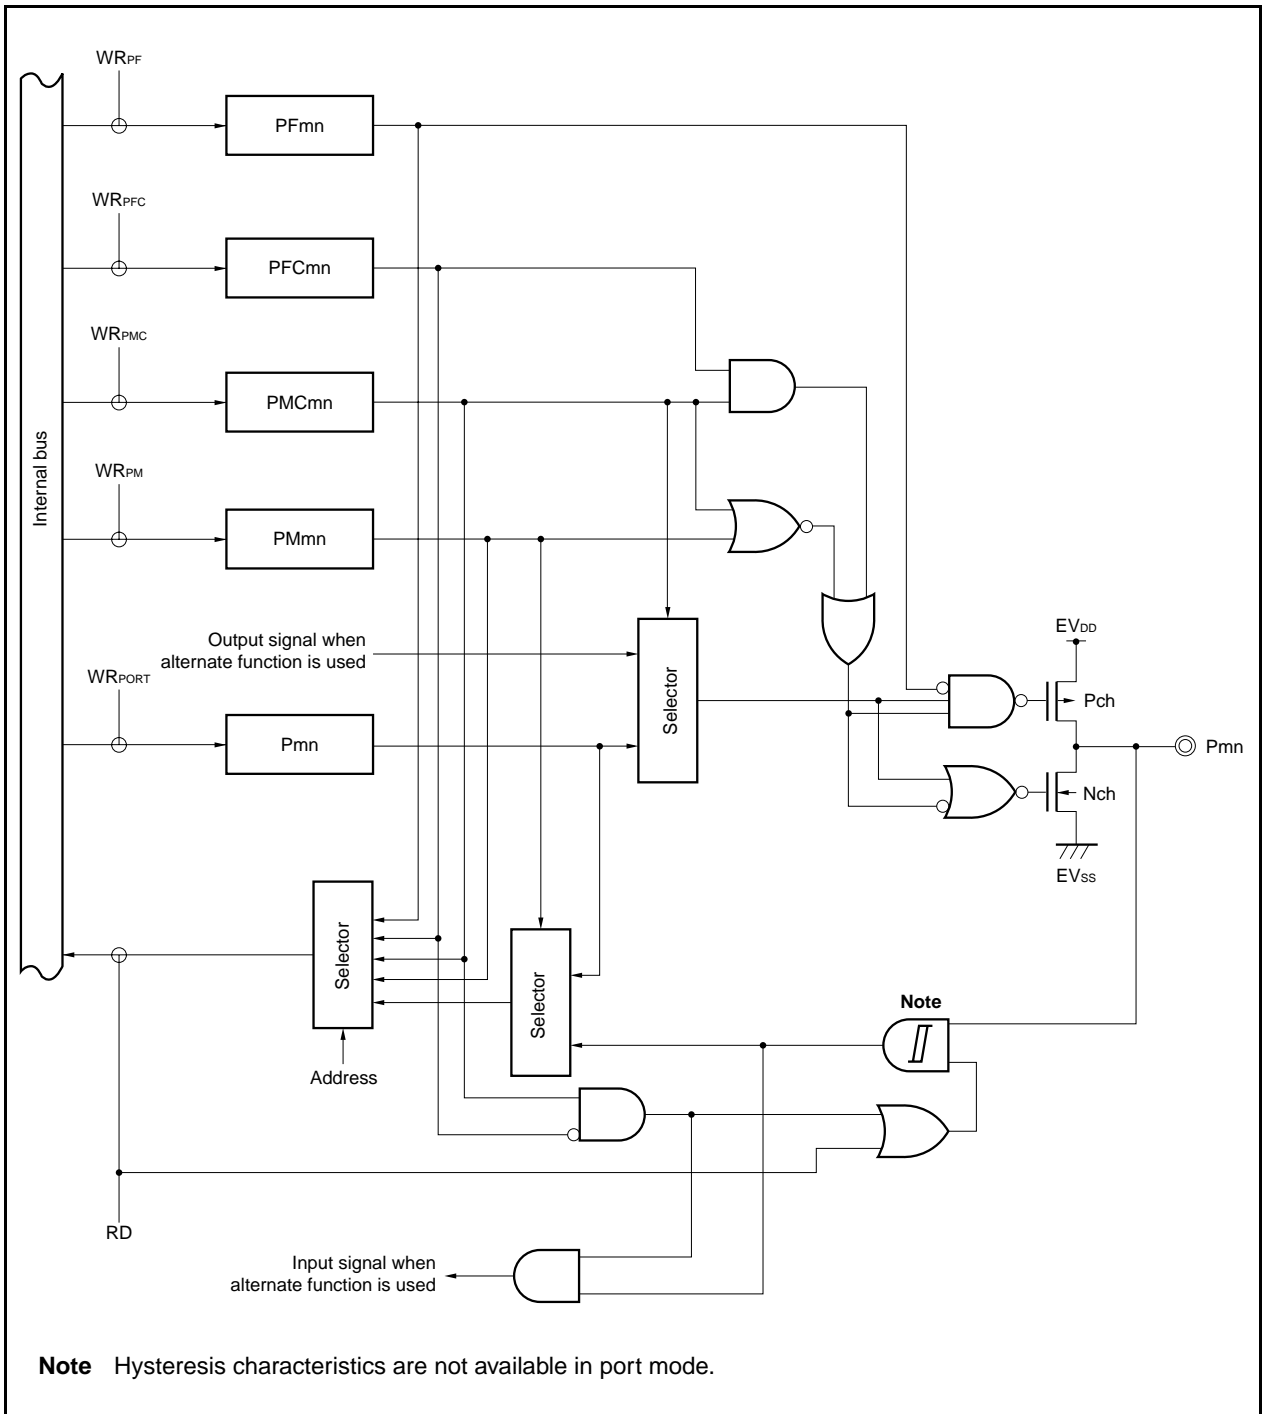 WRPF
PFmn
WRPFC
PFCmn
WRPMC
PMCmn
Internal bus
WRPM
PMmn
Output signal when
alternate function is used
Selector
EVDD
Pch
WRPORT
Pmn
Pmn
Nch
EVSS
Selector
Selector
Note
Address
RD
Input signal when
alternate function is used
Note Hysteresis characteristics are not available in port mode.